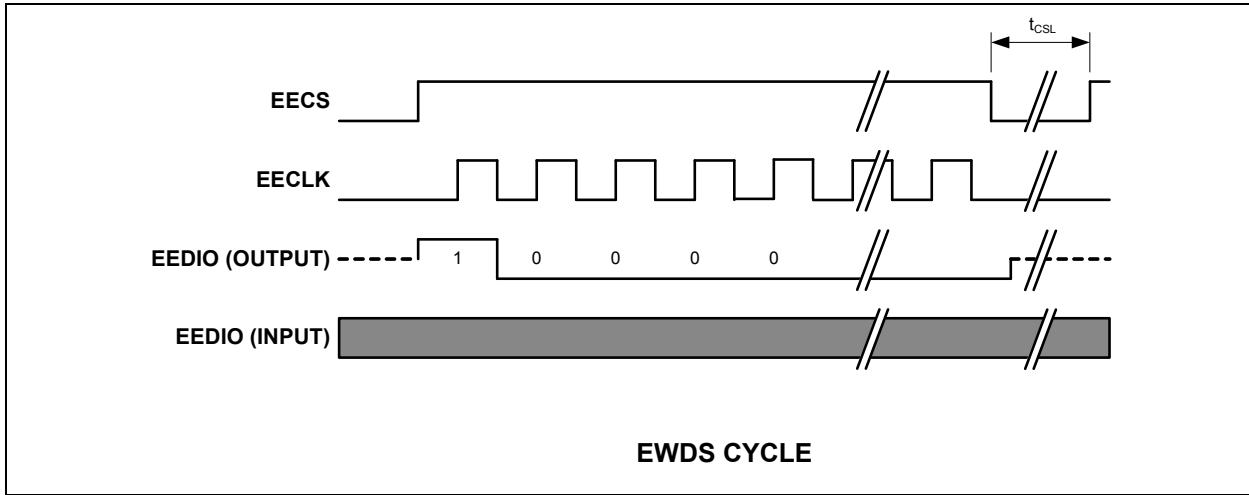 tCSL
EECS
EECLK
EEDIO (OUTPUT) 1 0 0 0 0
EEDIO (INPUT)
EWDS CYCLE